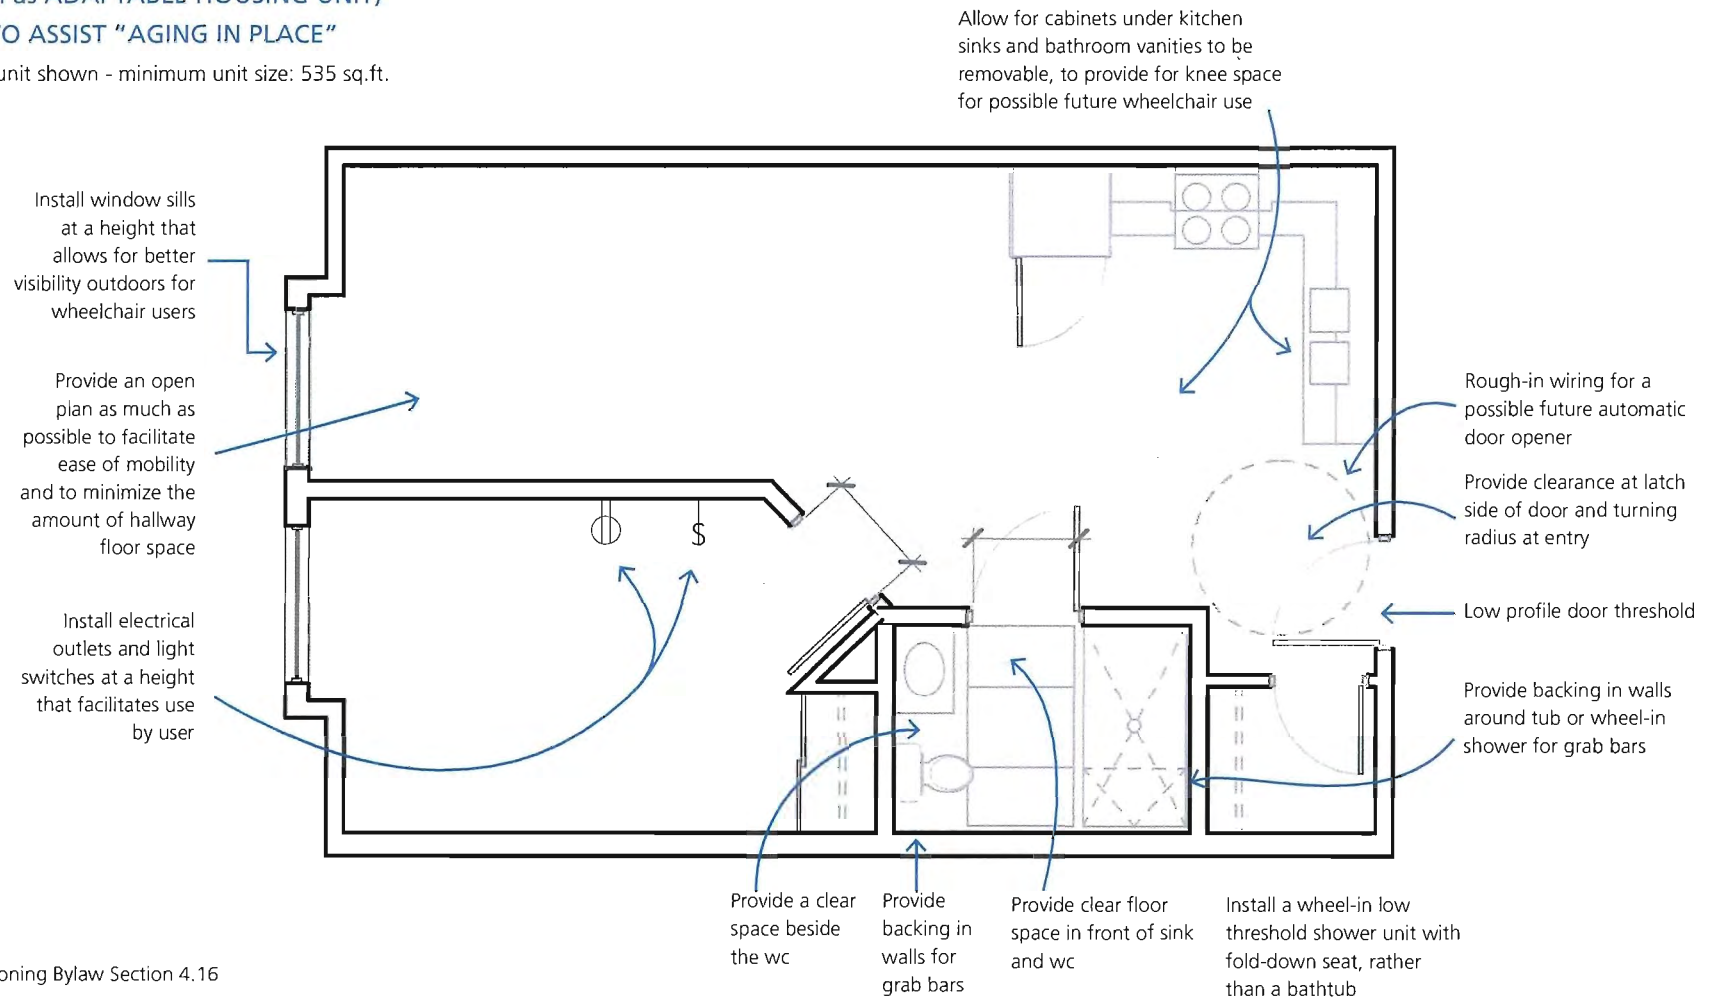 as ADAPTABLE HOUSING UNIT)
TO ASSIST "AGING IN PLACE"
unit shown - minimum unit size: 535 sq.ft.
Allow for cabinets under kitchen
sinks and bathroom vanities to be
removable, to provide for knee space
for possible future wheelchair use
Install window sills
at a height that
allows for better
visibility outdoors for
wheelchair users
Provide an open
plan as much as
possible to facilitate
ease of mobility
and to minimize the
amount of hallway
floor space
Install electrical
outlets and light
switches at a height
that facilitates use
by user
$
Rough-in wiring for a
possible future automatic
door opener
Provide clearance at latch
side of door and turning
radius at entry
Low profile door threshold
Provide backing in walls
around tub or wheel-in
shower for grab bars
Provide a clear
space beside
the wc
Provide
backing in
walls for
grab bars
Provide clear floor
space in front of sink
and wc
Install a wheel-in low
threshold shower unit with
fold-down seat, rather
than a bathtub
oning Bylaw Section 4.16